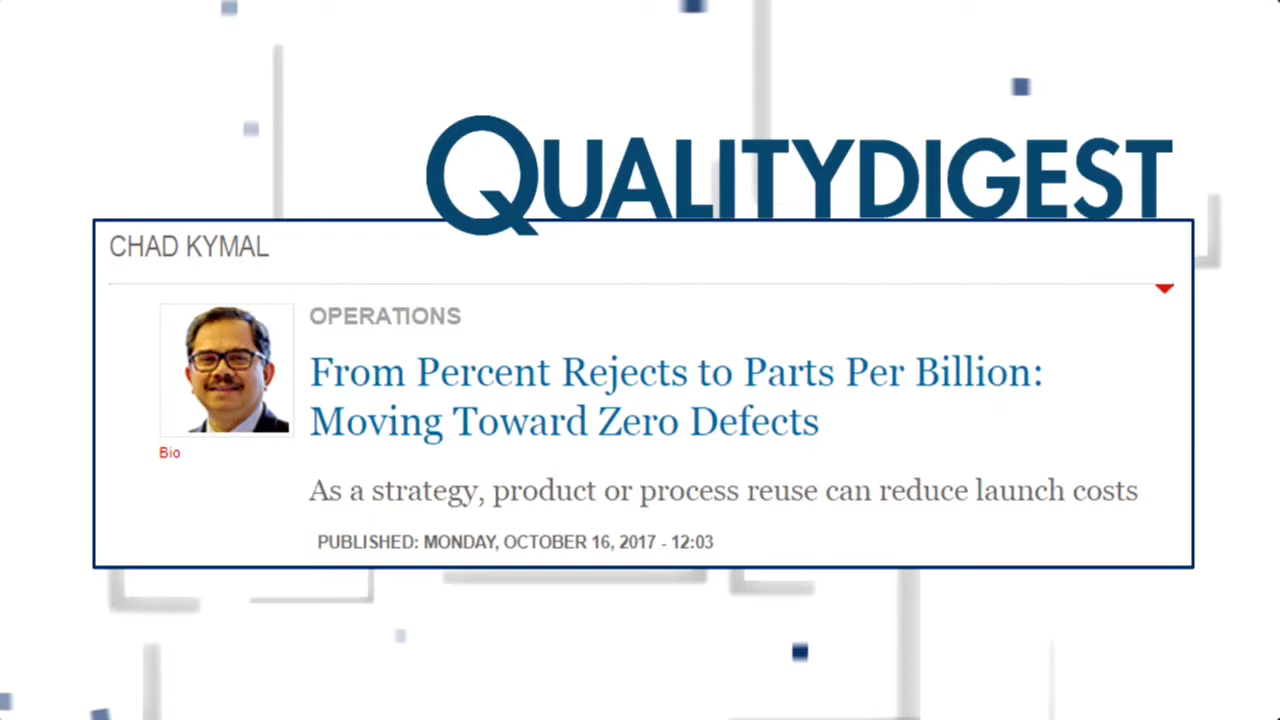 QUALITYDIGEST
CHAD KYMAL
OPERATIONS
From Percent Rejects to Parts Per Billion:
Moving Toward Zero Defects
Bio
As a strategy, product or process reuse can reduce launch costs
PUBLISHED: MONDAY, OCTOBER 16, 2017 - 12:03